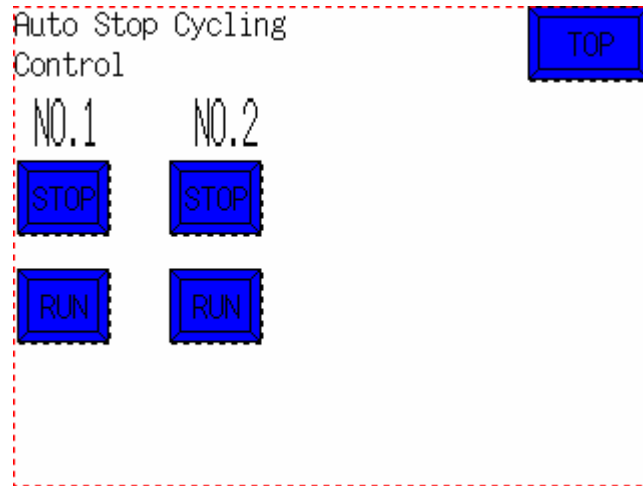 Auto Stop Cycling
Control
TOP
NO.1 NO.2
STOP STOP
RUN RUN